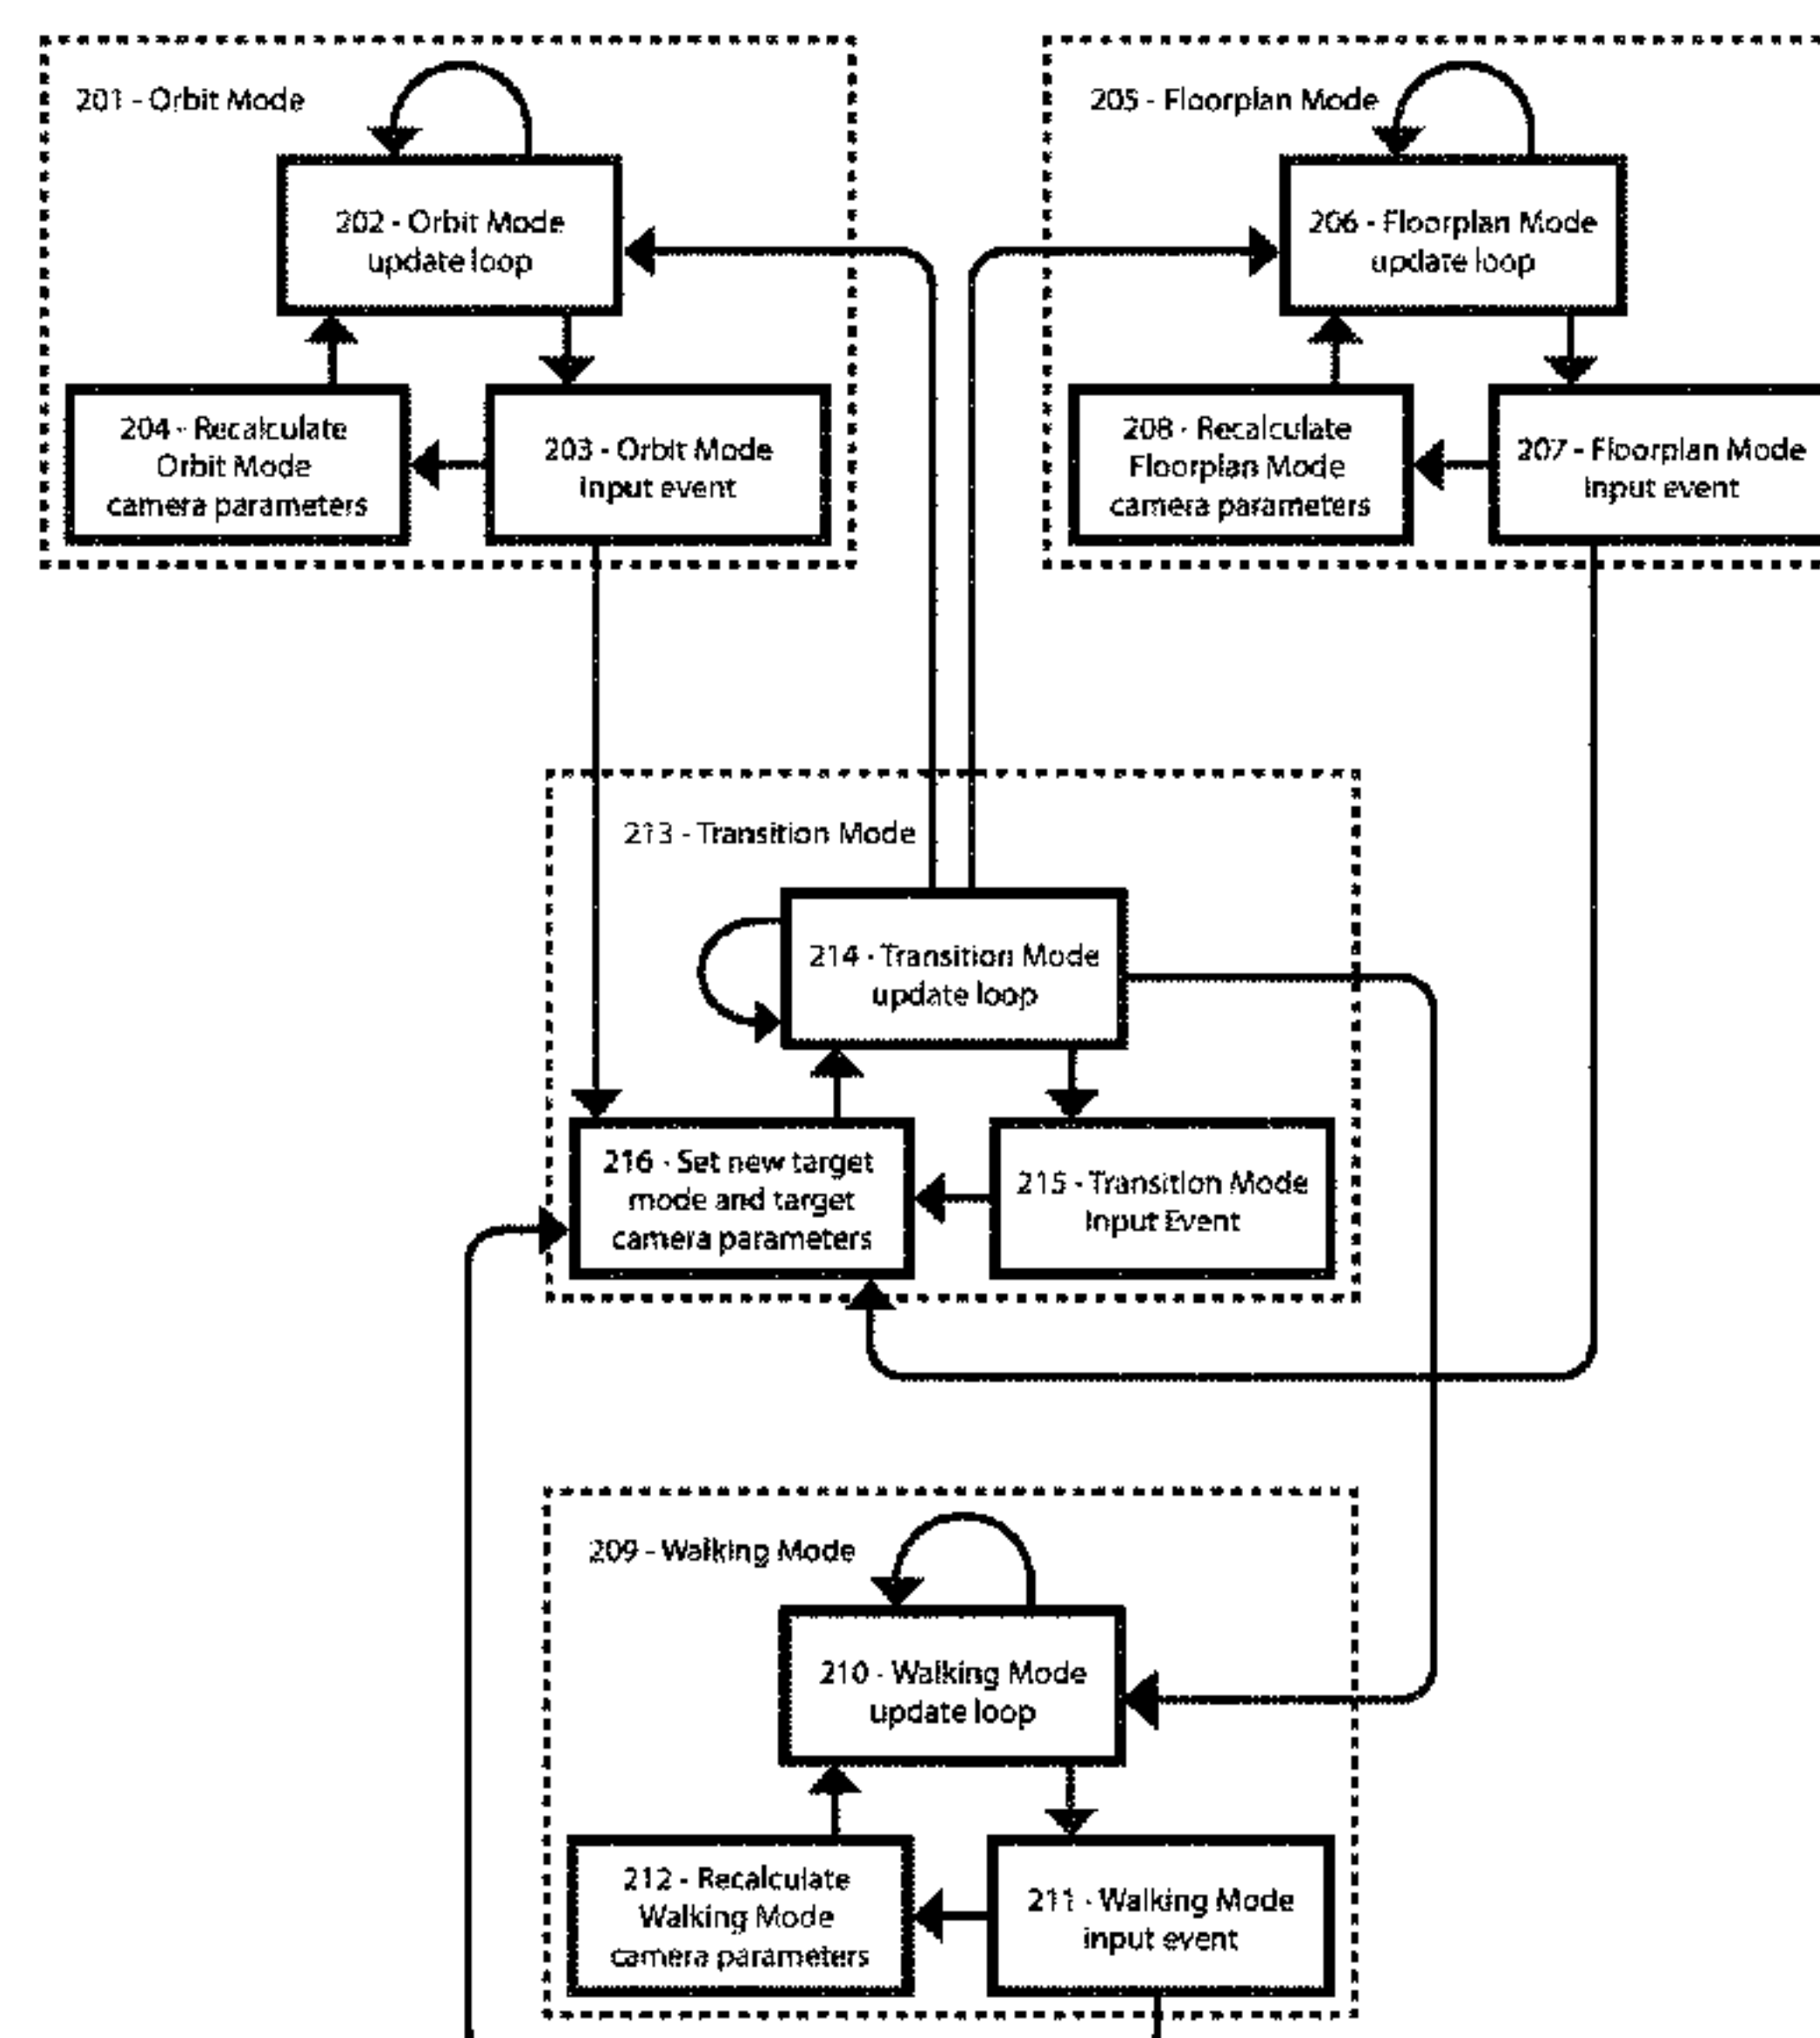 201 - Orbit Mode
202 - Orbit Mode
update loop
204 - Recalculate
Orbit Mode
camera parameters
203 - Orbit Mode
input event
205 - Floorplan Mode
206 - Floorplan Mode
update loop
208 - Recalculate
Floorplan Mode
camera parameters
207 - Floorplan Mode
input event
213 - Transition Mode
214 - Transition Mode
update loop
216 - Set new target
mode and target
camera parameters
215 - Transition Mode
Input Event
209 - Walking Mode
210 - Walking Mode
update loop
212 - Recalculate
Walking Mode
camera parameters
211 - Walking Mode
input event